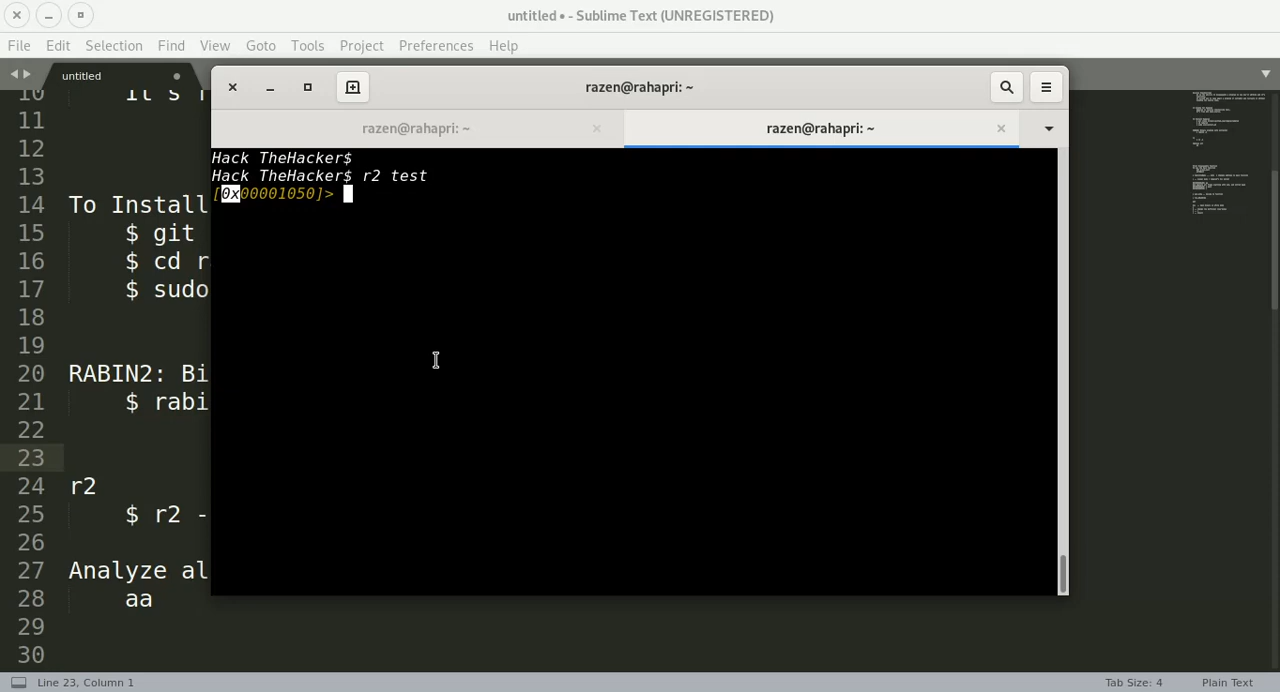 untitled • - Sublime Text (UNREGISTERED)
File Edit Selection Find View Goto Tools Project Preferences Help
untitled
razen@rahapri: ~
razen@rahapri: ~ razen@rahapri: ~
Hack TheHacker$
Hack TheHacker$ r2 test
[0x00001050]>
10 It's
11
12
13
14 To Install
15 $ git
16 $ cd r
17 $ sudo
18
19
20 RABIN2: Bi
21 $ rabi
22
23
24 r2
25 $ r2 -
26
27 Analyze al
28 aa
29
30
Line 23, Column 1 Tab Size: 4 Plain Text